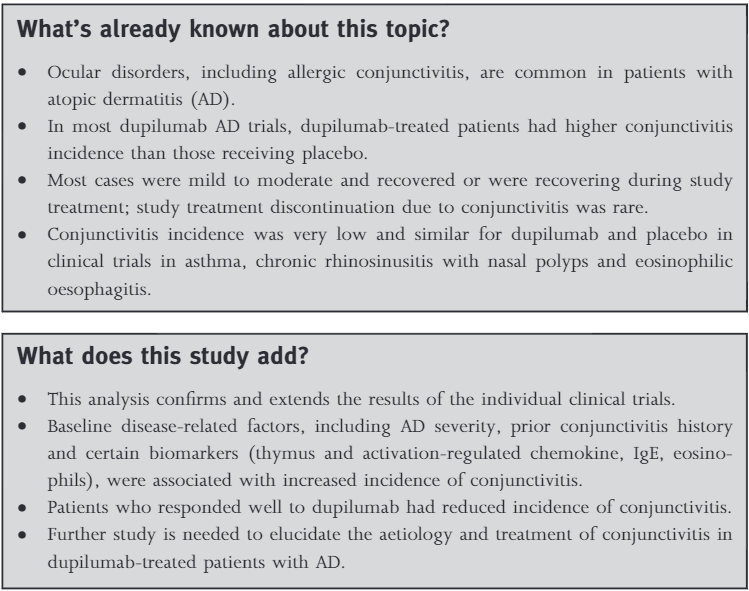 What's already known about this topic?
• Ocular disorders, including allergic conjunctivitis, are common in patients with
atopic dermatitis (AD).
• In most dupilumab AD trials, dupilumab-treated patients had higher conjunctivitis
incidence than those receiving placebo.
• Most cases were mild to moderate and recovered or were recovering during study
treatment; study treatment discontinuation due to conjunctivitis was rare.
• Conjunctivitis incidence was very low and similar for dupilumab and placebo in
clinical trials in asthma, chronic rhinosinusitis with nasal polyps and eosinophilic
oesophagitis.
What does this study add?
• This analysis confirms and extends the results of the individual clinical trials.
• Baseline disease-related factors, including AD severity, prior conjunctivitis history
and certain biomarkers (thymus and activation-regulated chemokine, IgE, eosino-
phils), were associated with increased incidence of conjunctivitis.
• Patients who responded well to dupilumab had reduced incidence of conjunctivitis.
• Further study is needed to elucidate the aetiology and treatment of conjunctivitis in
dupilumab-treated patients with AD.